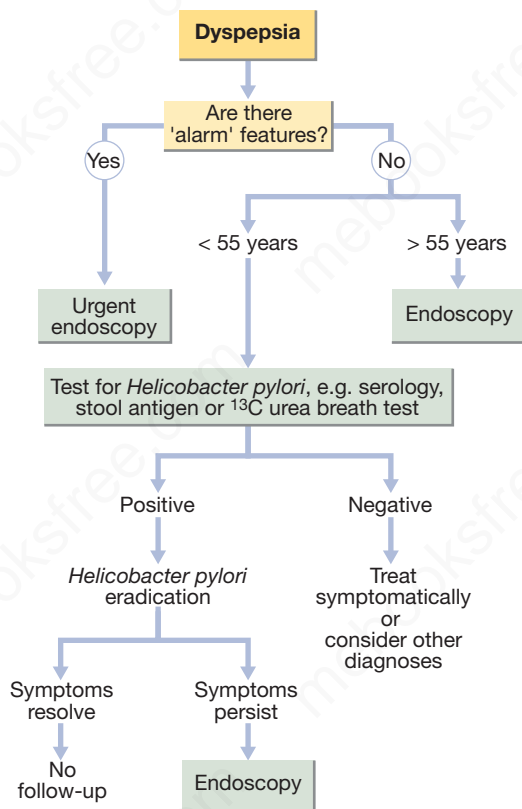 Dyspepsia
Are there
'alarm' features?
Yes
No
< 55 years
> 55 years
Urgent
endoscopy
Endoscopy
Test for Helicobacter pylori, e.g. serology,
stool antigen or ¹³C urea breath test
Positive
Negative
Helicobacter pylori
eradication
Treat
symptomatically
or
consider other
diagnoses
Symptoms
resolve
Symptoms
persist
No
follow-up
Endoscopy